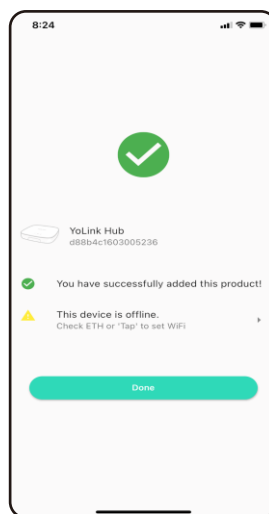 8:24
YoLink Hub
d88b4c1603005236
You have successfully added this product!
This device is offline.
Check ETH or 'Tap' to set WiFi
Done